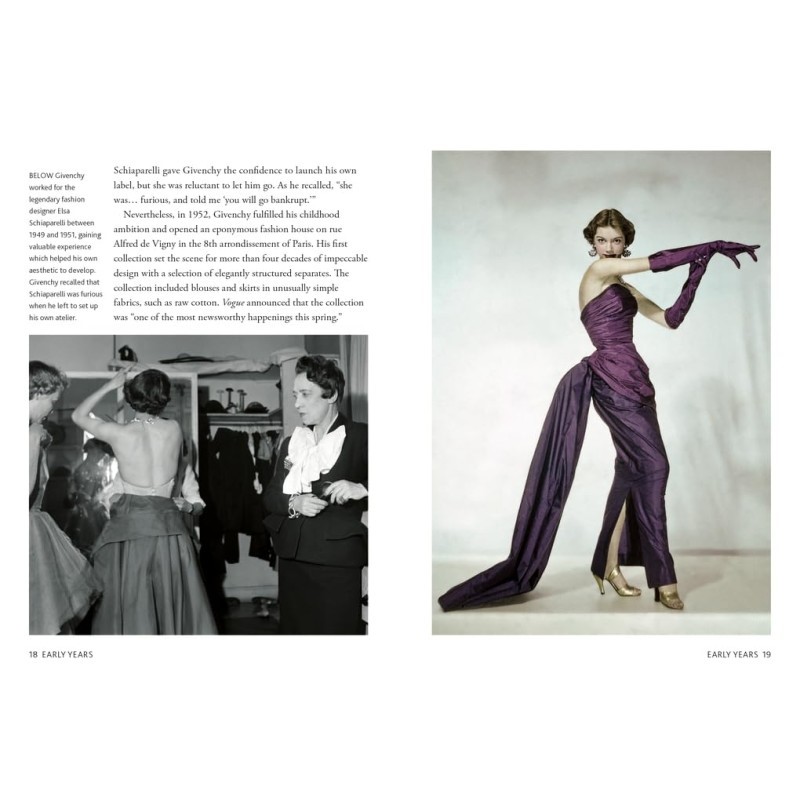 BELOW Givenchy
worked for the
legendary fashion
designer Elsa
Schiaparelli between
1949 and 1951, gaining
valuable experience
which helped his own
aesthetic to develop.
Givenchy recalled that
Schiaparelli was furious
when he left to set up
his own atelier.
Schiaparelli gave Givenchy the confidence to launch his own
label, but she was reluctant to let him go. As he recalled, “she
was… furious, and told me ‘you will go bankrupt.’”
Nevertheless, in 1952, Givenchy fulfilled his childhood
ambition and opened an eponymous fashion house on rue
Alfred de Vigny in the 8th arrondissement of Paris. His first
collection set the scene for more than four decades of impeccable
design with a selection of elegantly structured separates. The
collection included blouses and skirts in unusually simple
fabrics, such as raw cotton. Vogue announced that the collection
was “one of the most newsworthy happenings this spring.”
18 EARLY YEARS
EARLY YEARS 19